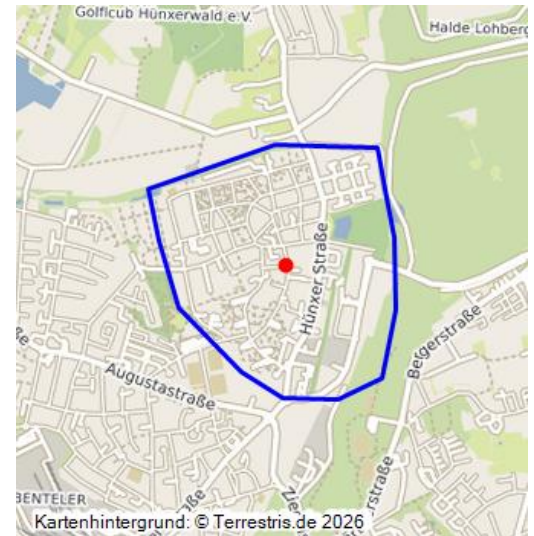 Golfclub Hünxerwald e.V.
Halde Lohberg
Hünxer Straße
Bergerstraße
Augustastraße
BENTELER
Kartenhintergrund: © Terrestris.de 2026